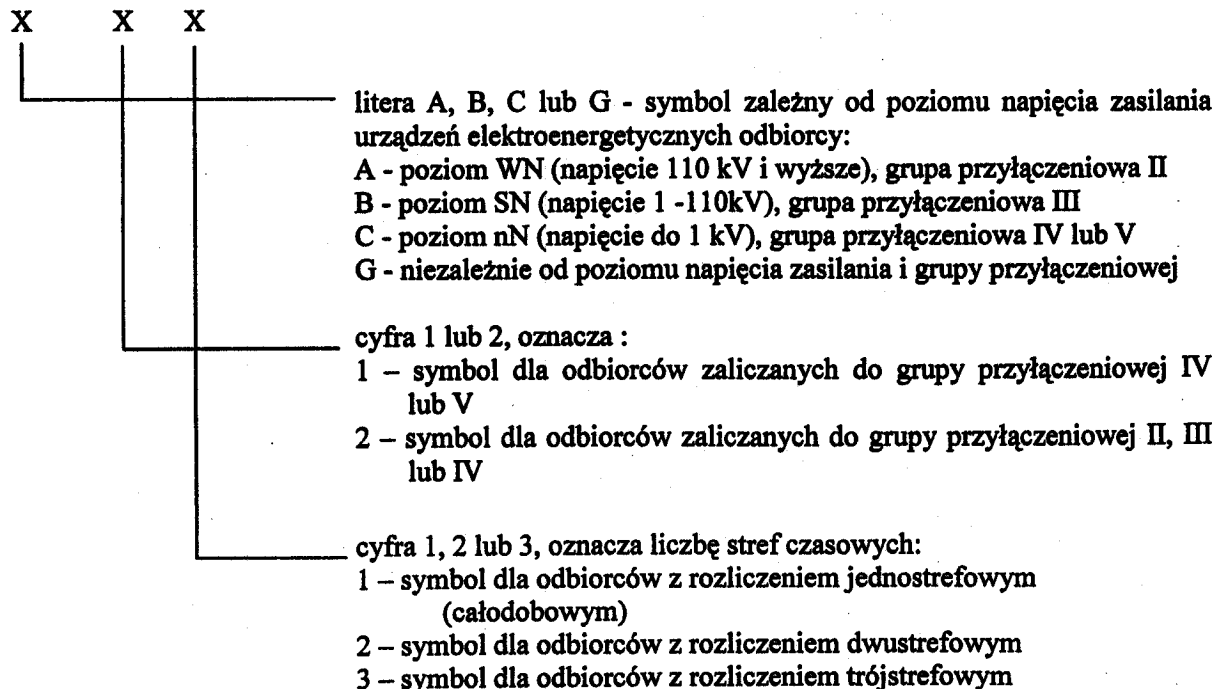 X X X
litera A, B, C lub G - symbol zależny od poziomu napięcia zasilania
urządzeń elektroenergetycznych odbiorcy:
A - poziom WN (napięcie 110 kV i wyższe), grupa przyłączeniowa II
B - poziom SN (napięcie 1 -110kV), grupa przyłączeniowa III
C - poziom nN (napięcie do 1 kV), grupa przyłączeniowa IV lub V
G - niezależnie od poziomu napięcia zasilania i grupy przyłączeniowej
cyfra 1 lub 2, oznacza :
1 – symbol dla odbiorców zaliczanych do grupy przyłączeniowej IV
lub V
2 – symbol dla odbiorców zaliczanych do grupy przyłączeniowej II, III
lub IV
cyfra 1, 2 lub 3, oznacza liczbę stref czasowych:
1 – symbol dla odbiorców z rozliczeniem jednostrefowym
(całodobowym)
2 – symbol dla odbiorców z rozliczeniem dwustrefowym
3 – symbol dla odbiorców z rozliczeniem trójstrefowym